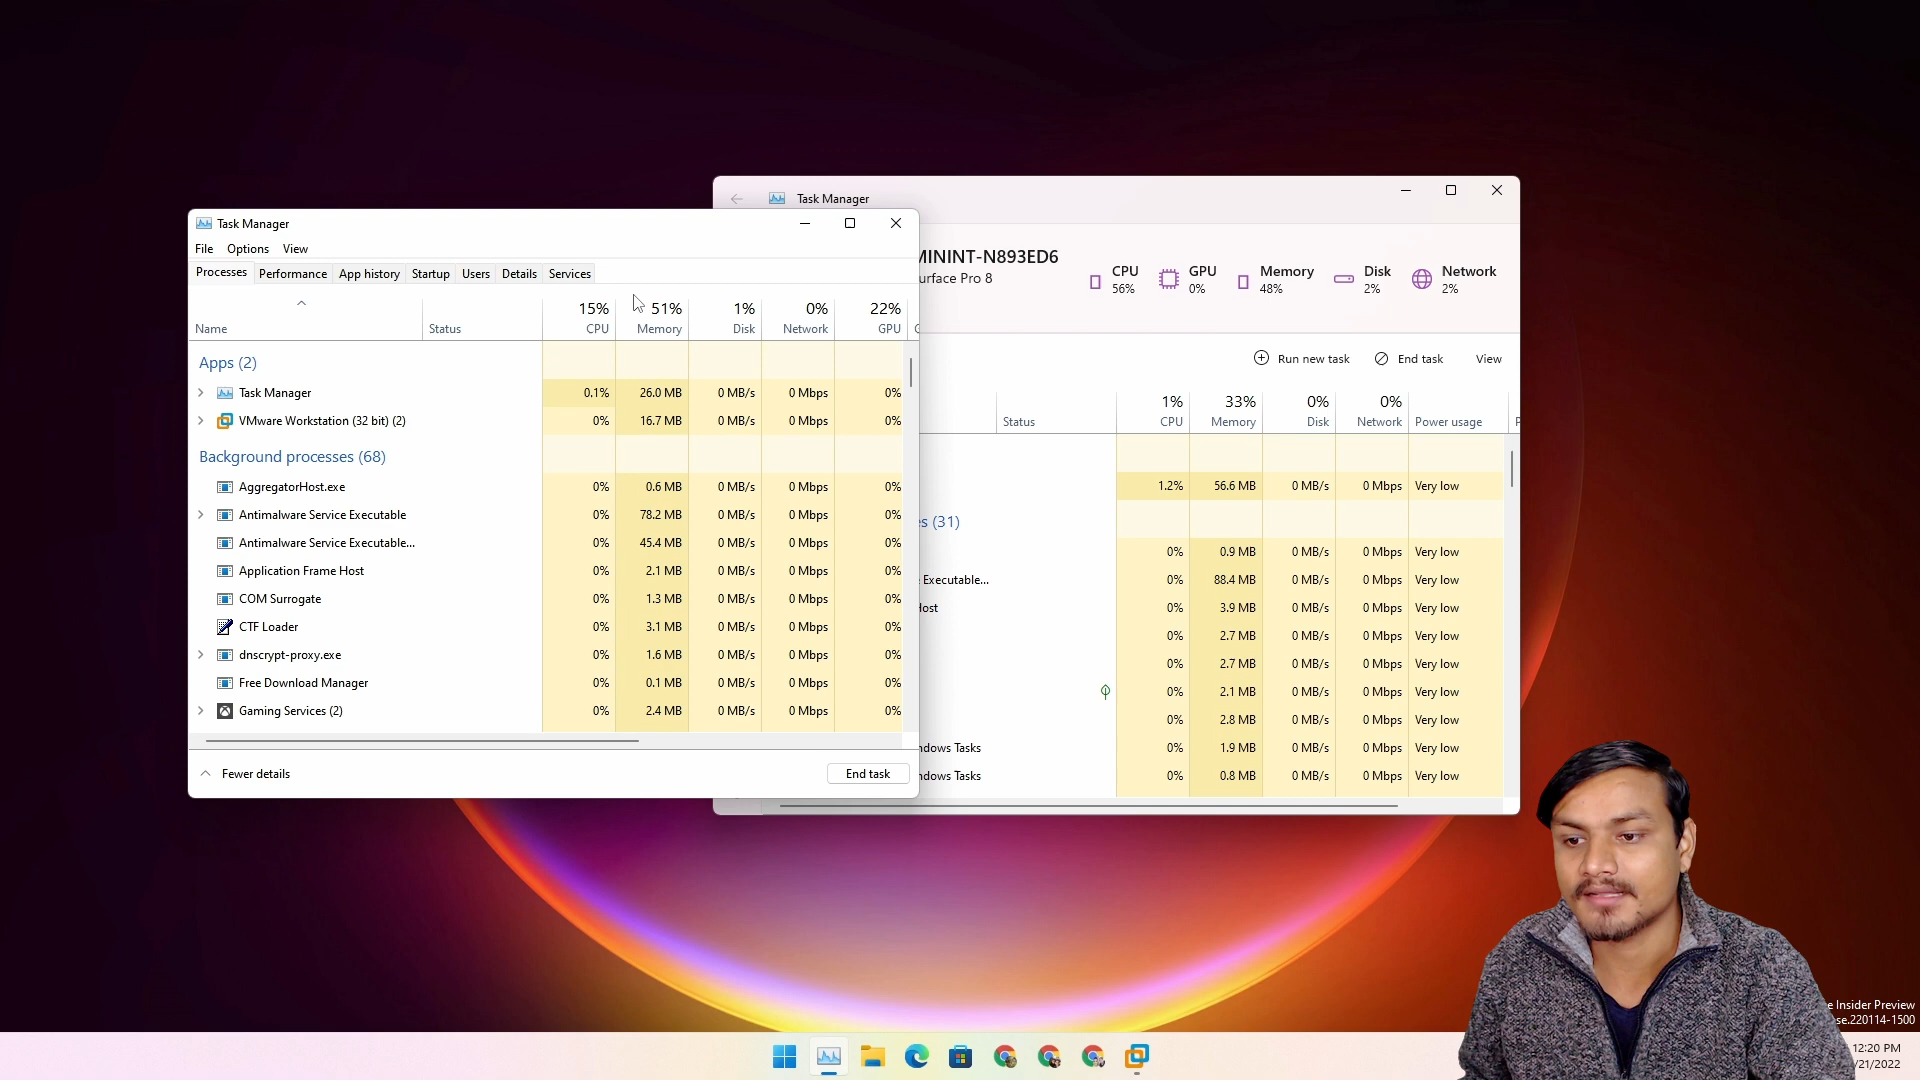 Task Manager
File Options View
Processes Performance App history Startup Users Details Services
15% 51% 1% 0% 22%
Name Status CPU Memory Disk Network GPU
Apps (2)
Task Manager 0.1% 26.0 MB 0 MB/s 0 Mbps 0%
VMware Workstation (32 bit) (2) 0% 16.7 MB 0 MB/s 0 Mbps 0%
Background processes (68)
AggregatorHost.exe 0% 0.6 MB 0 MB/s 0 Mbps 0%
Antimalware Service Executable 0% 78.2 MB 0 MB/s 0 Mbps 0%
Antimalware Service Executable... 0% 45.4 MB 0 MB/s 0 Mbps 0%
Application Frame Host 0% 2.1 MB 0 MB/s 0 Mbps 0%
COM Surrogate 0% 1.3 MB 0 MB/s 0 Mbps 0%
CTF Loader 0% 3.1 MB 0 MB/s 0 Mbps 0%
dnscrypt-proxy.exe 0% 1.6 MB 0 MB/s 0 Mbps 0%
Free Download Manager 0% 0.1 MB 0 MB/s 0 Mbps 0%
Gaming Services (2) 0% 2.4 MB 0 MB/s 0 Mbps 0%
Fewer details End task
Task Manager
MININT-N893ED6
urface Pro 8
CPU GPU Memory Disk Network
56% 0% 48% 2% 2%
Run new task End task View
1% 33% 0% 0%
Status CPU Memory Disk Network Power usage
1.2% 56.6 MB 0 MB/s 0 Mbps Very low
es (31)
0% 0.9 MB 0 MB/s 0 Mbps Very low
Executable... 0% 88.4 MB 0 MB/s 0 Mbps Very low
Host 0% 3.9 MB 0 MB/s 0 Mbps Very low
0% 2.7 MB 0 MB/s 0 Mbps Very low
0% 2.7 MB 0 MB/s 0 Mbps Very low
0% 2.1 MB 0 MB/s 0 Mbps Very low
0% 2.8 MB 0 MB/s 0 Mbps Very low
ndows Tasks 0% 1.9 MB 0 MB/s 0 Mbps Very low
ndows Tasks 0% 0.8 MB 0 MB/s 0 Mbps Very low
e Insider Preview
se.220114-1500
12:20 PM
/21/2022